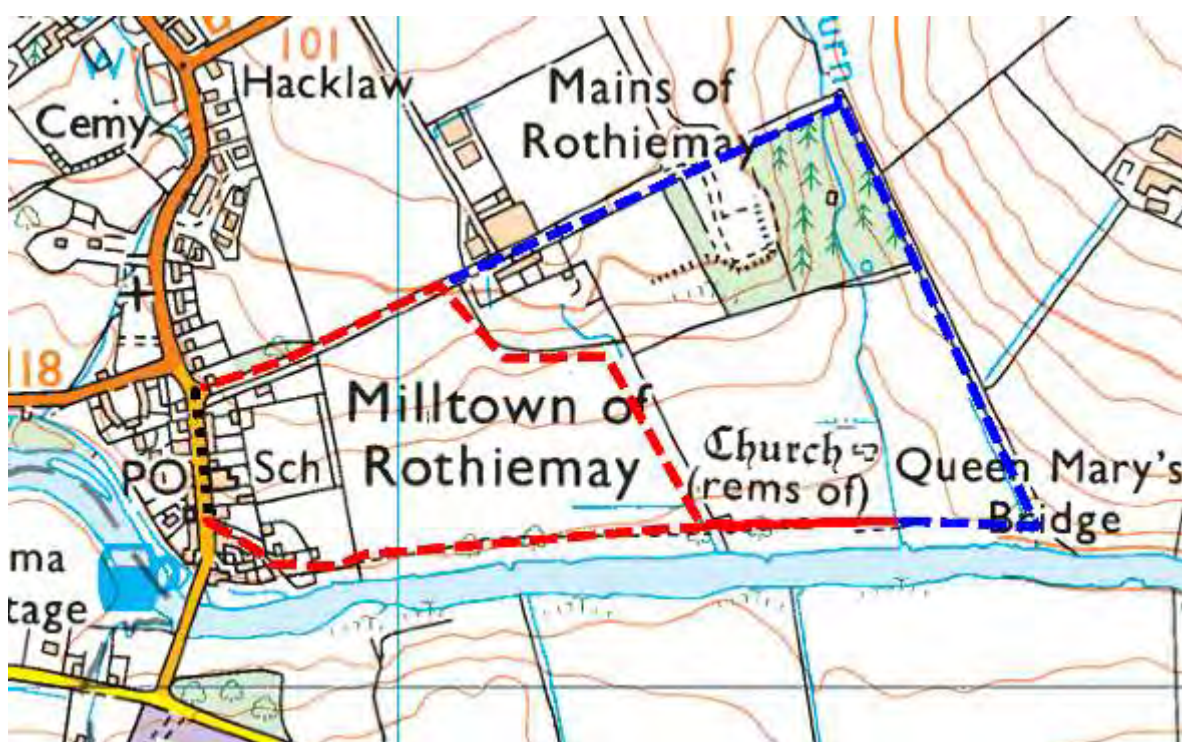 101
Hacklaw
Cemy
W
urn
Mains of
Rothiemay
118
Milltown of
Rothiemay
PO
Sch
Church
(rems of)
Queen Mary's
Bridge
ma
tage